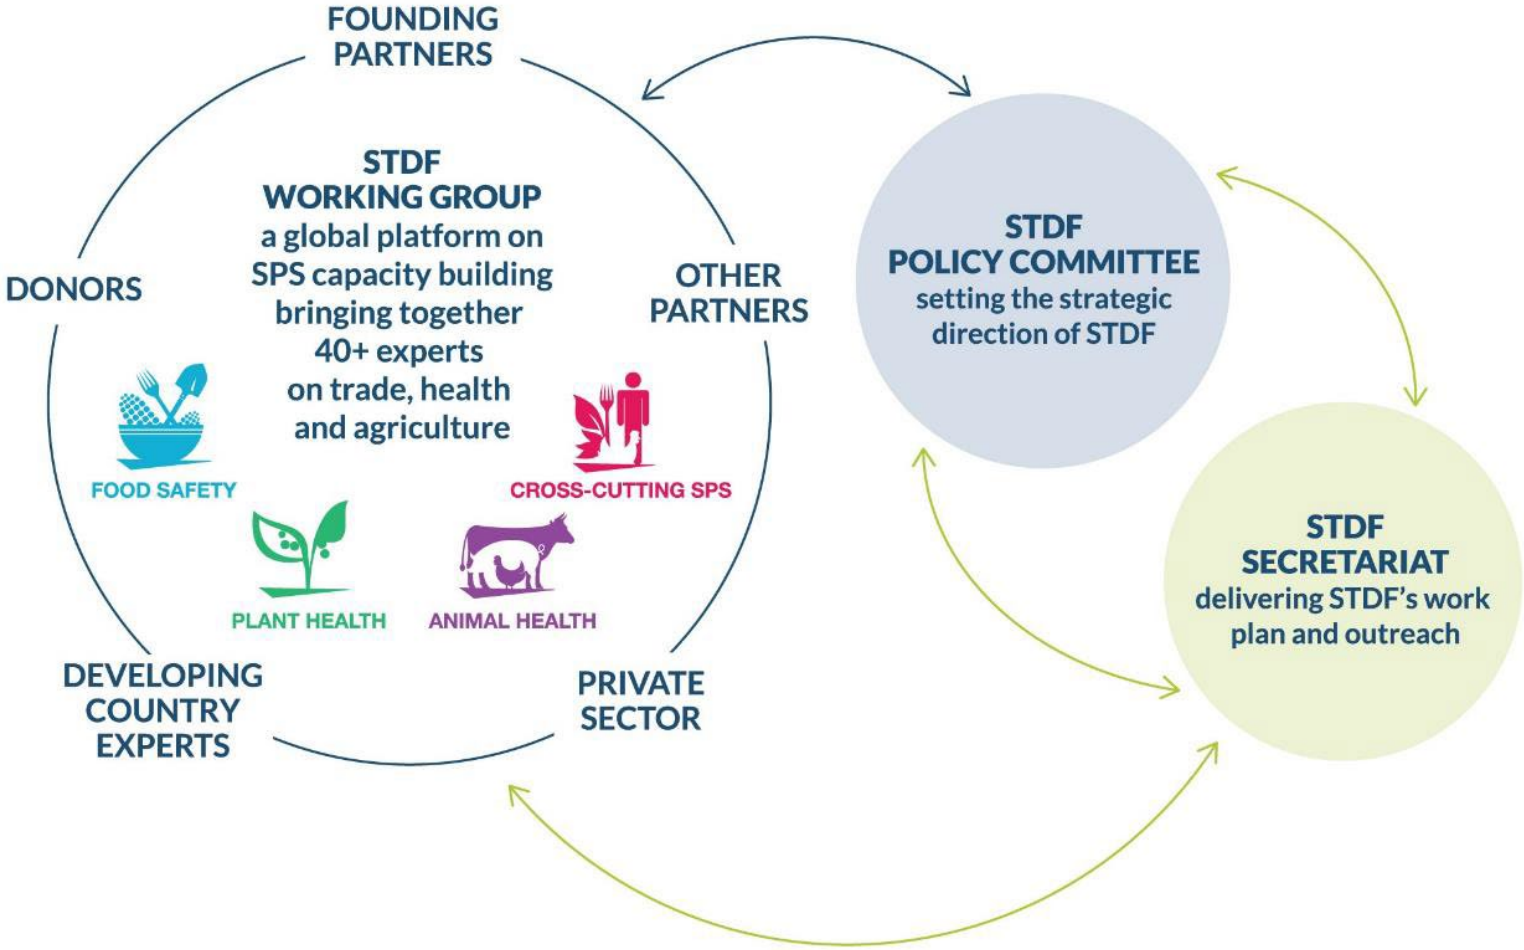 FOUNDING
PARTNERS
STDF
WORKING GROUP
a global platform on
SPS capacity building
bringing together
40+ experts
on trade, health
and agriculture
DONORS
OTHER
PARTNERS
FOOD SAFETY
CROSS-CUTTING SPS
PLANT HEALTH
ANIMAL HEALTH
DEVELOPING
COUNTRY
EXPERTS
PRIVATE
SECTOR
STDF
POLICY COMMITTEE
setting the strategic
direction of STDF
STDF
SECRETARIAT
delivering STDF's work
plan and outreach